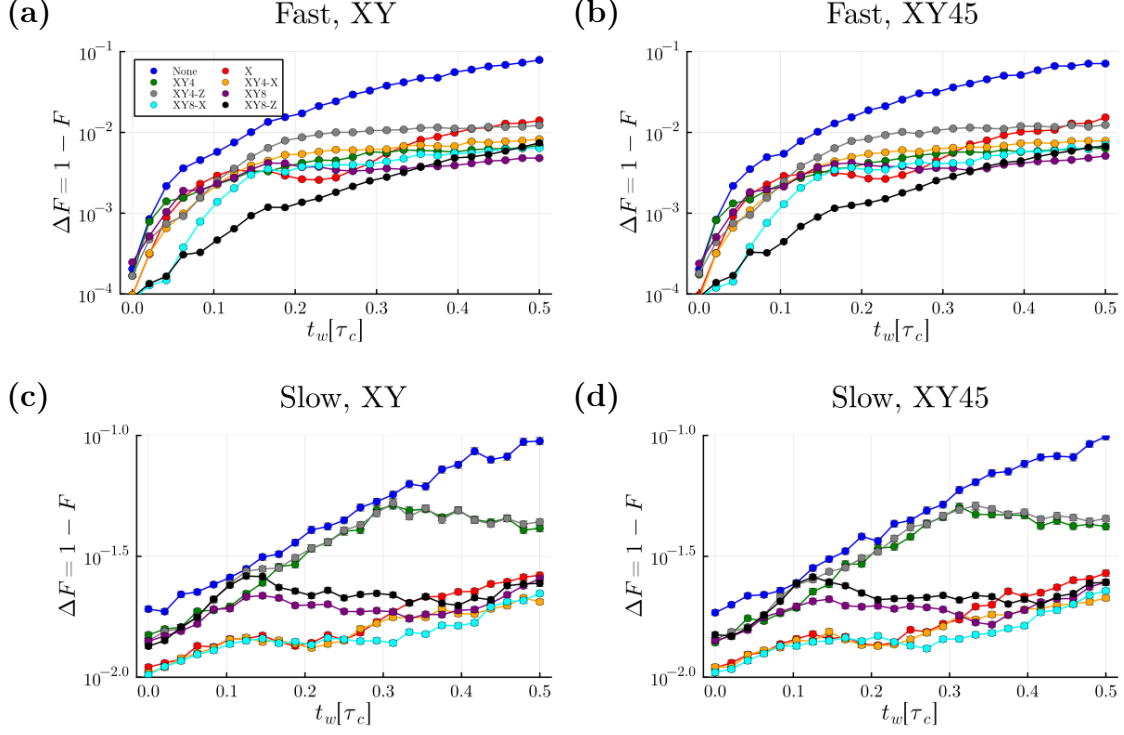 (a) Fast, XY
(b) Fast, XY45
ΔF = 1 − F
10⁻¹
10⁻²
10⁻³
10⁻⁴
None X
XY4 XY4-X
XY4-Z XY8
XY8-X XY8-Z
0.0 0.1 0.2 0.3 0.4 0.5
t_w[τ_c]
ΔF = 1 − F
10⁻¹
10⁻²
10⁻³
10⁻⁴
0.0 0.1 0.2 0.3 0.4 0.5
t_w[τ_c]
(c) Slow, XY
(d) Slow, XY45
ΔF = 1 − F
10⁻¹·⁰
10⁻¹·⁵
10⁻²·⁰
0.0 0.1 0.2 0.3 0.4 0.5
t_w[τ_c]
ΔF = 1 − F
10⁻¹·⁰
10⁻¹·⁵
10⁻²·⁰
0.0 0.1 0.2 0.3 0.4 0.5
t_w[τ_c]